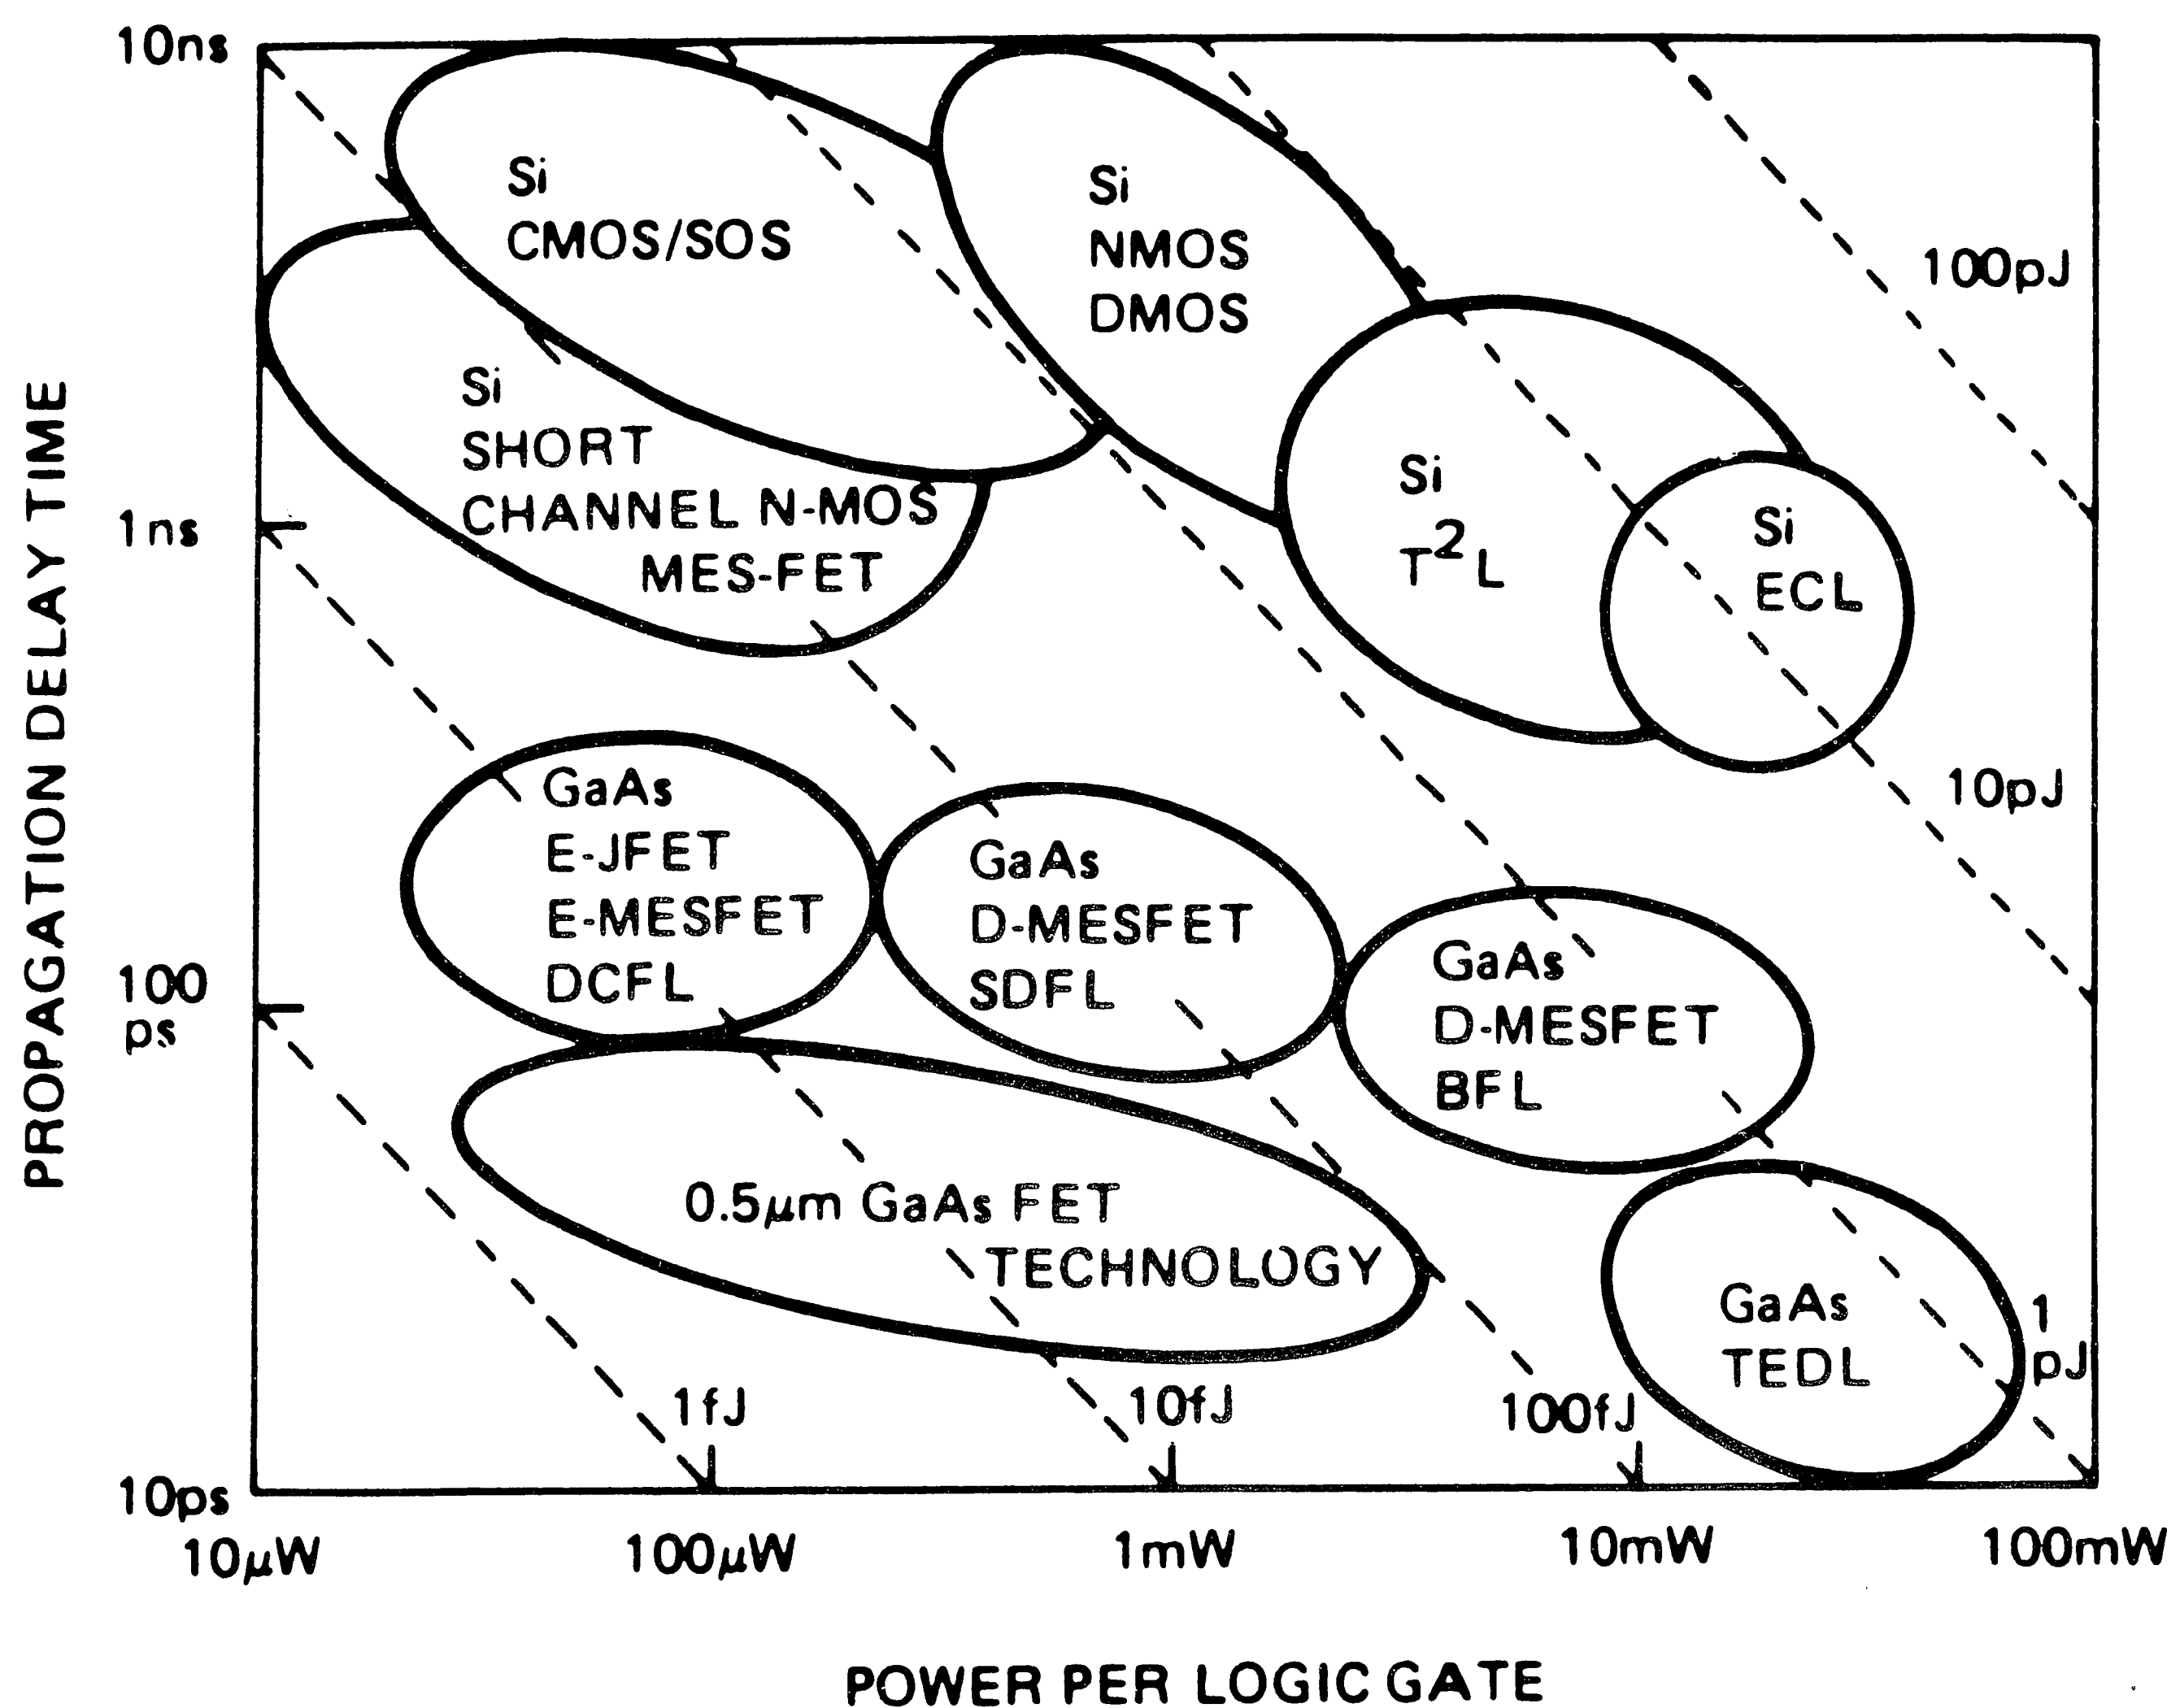 10ns
1ns
100
ps
10ps
PROPAGATION DELAY TIME
Si
CMOS/SOS
Si
NMOS
DMOS
100pJ
Si
SHORT
CHANNEL N-MOS
MES-FET
Si
T²L
Si
ECL
10pJ
GaAs
E-JFET
E-MESFET
DCFL
GaAs
D-MESFET
SDFL
GaAs
D-MESFET
BFL
0.5μm GaAs FET
TECHNOLOGY
GaAs
TEDL
1
pJ
1fJ
10fJ
100fJ
10μW
100μW
1mW
10mW
100mW
POWER PER LOGIC GATE